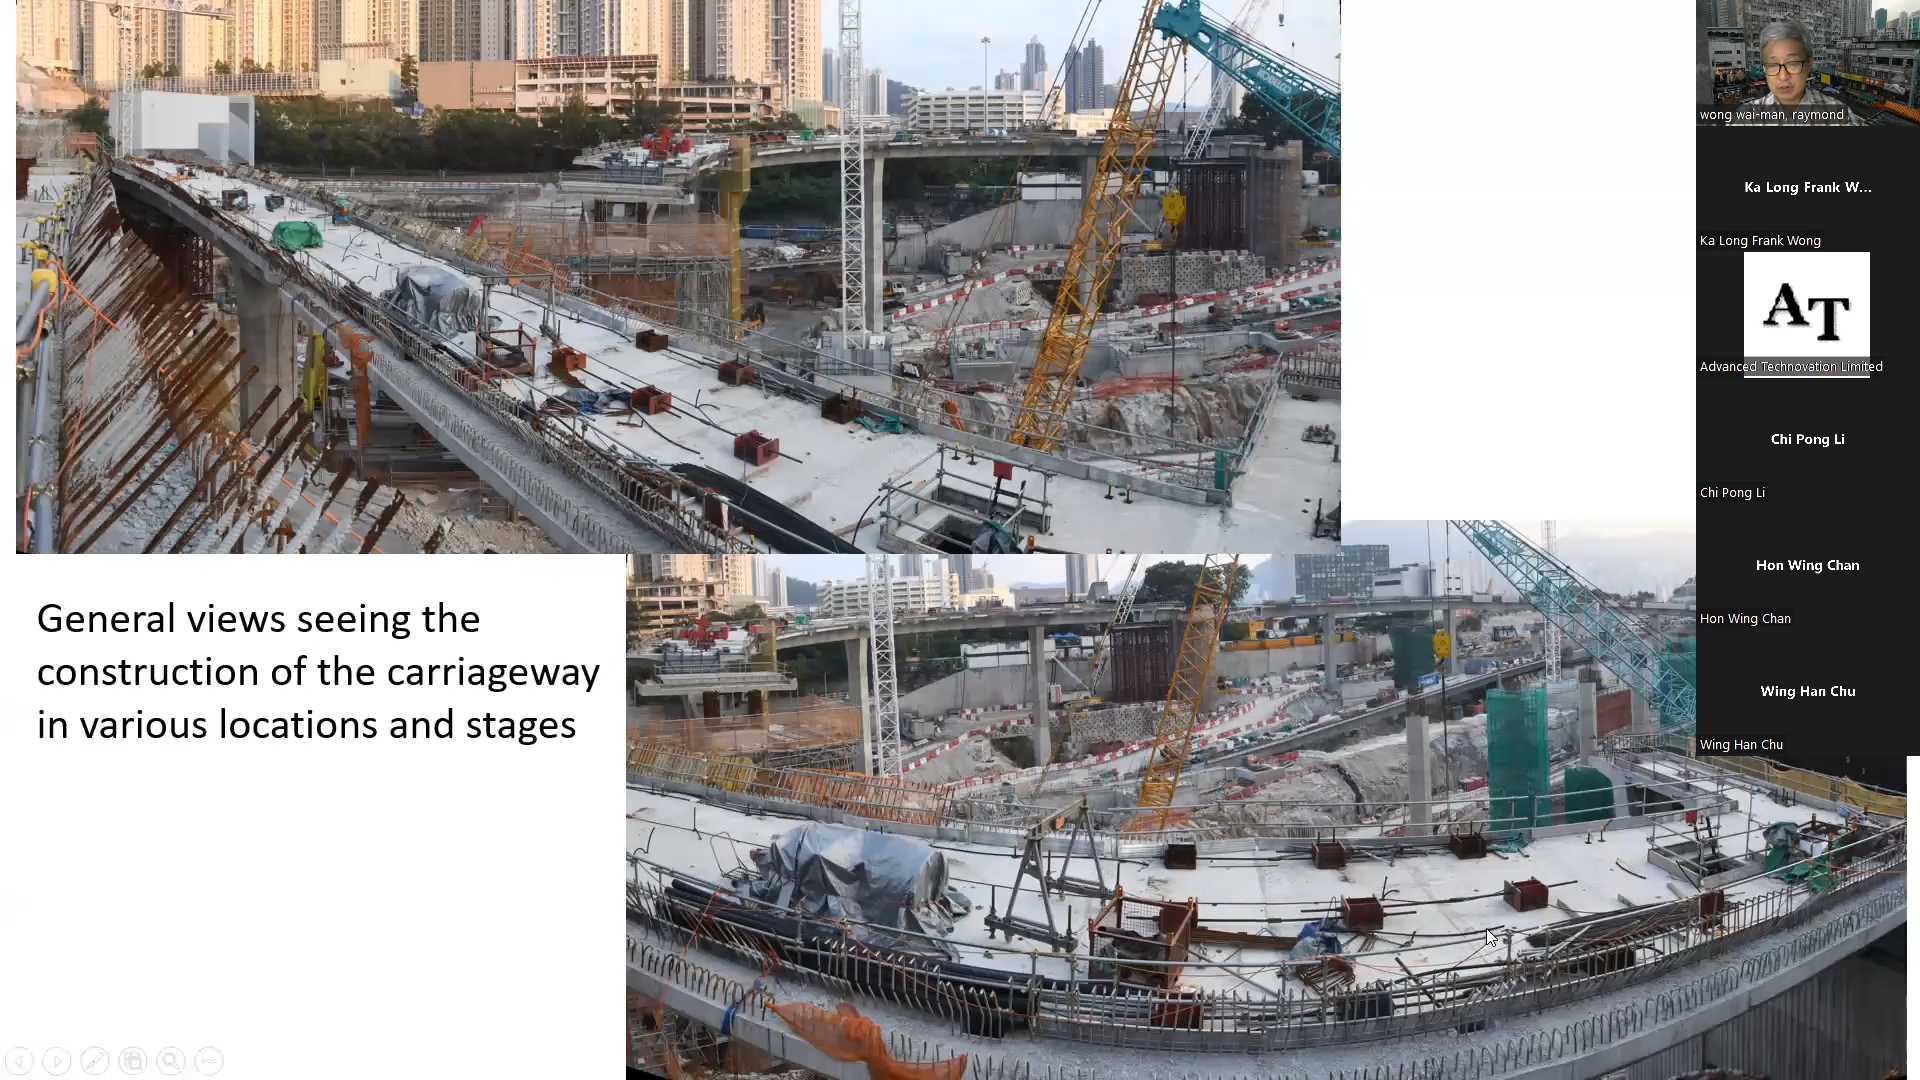 General views seeing the
construction of the carriageway
in various locations and stages
KOBELCO
wong wai-man, raymond
Ka Long Frank W...
Ka Long Frank Wong
AT
Advanced Technovation Limited
Chi Pong Li
Chi Pong Li
Hon Wing Chan
Hon Wing Chan
Wing Han Chu
Wing Han Chu